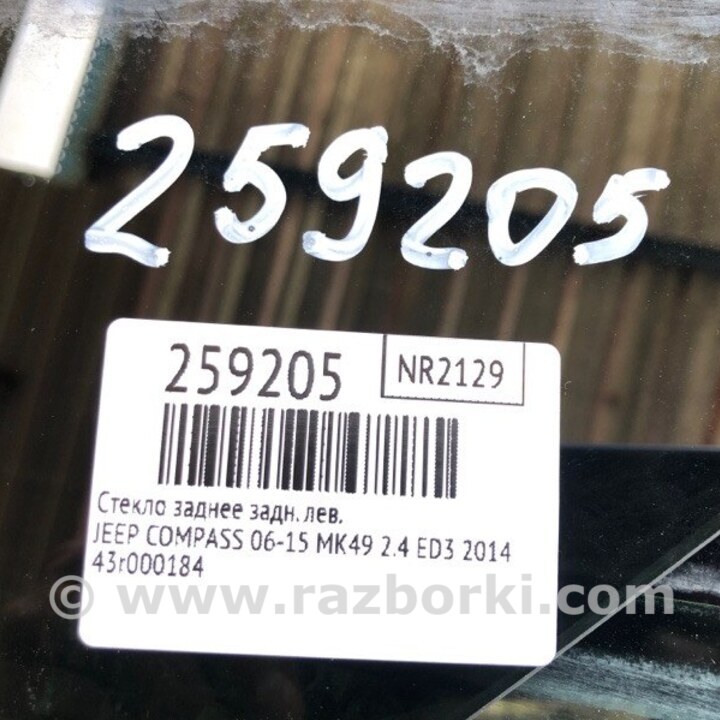 259205
259205 NR2129
Стекло заднее задн. лев.
JEEP COMPASS 06-15 MK49 2.4 ED3 2014
43r000184
© www.razborki.com